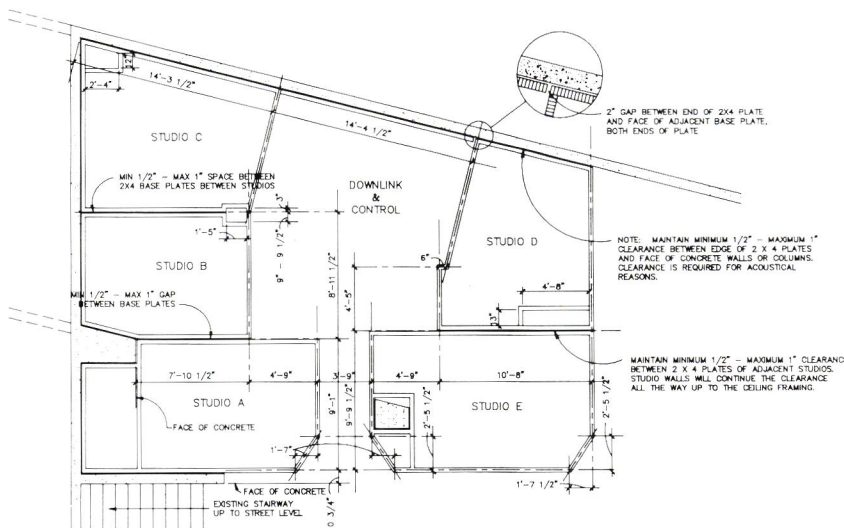 12"
2'-4"
14'-3 1/2"
14'-4 1/2"
2" GAP BETWEEN END OF 2X4 PLATE
AND FACE OF ADJACENT BASE PLATE,
BOTH ENDS OF PLATE
STUDIO C
DOWNLINK
&
CONTROL
MIN 1/2" - MAX 1" SPACE BETWEEN
2X4 BASE PLATES BETWEEN STUDIOS
3"
1'-5"
9" - 9 1/2"
8'-11 1/2"
STUDIO D
NOTE: MAINTAIN MINIMUM 1/2" - MAXIMUM 1"
CLEARANCE BETWEEN EDGE OF 2 X 4 PLATES
AND FACE OF CONCRETE WALLS OR COLUMNS.
CLEARANCE IS REQUIRED FOR ACOUSTICAL
REASONS.
STUDIO B
6"
4'-8"
4'-5"
13"
MIN 1/2" - MAX 1" GAP
BETWEEN BASE PLATES
MAINTAIN MINIMUM 1/2" - MAXIMUM 1" CLEARANC
BETWEEN 2 X 4 PLATES OF ADJACENT STUDIOS.
STUDIO WALLS WILL CONTINUE THE CLEARANCE
ALL THE WAY UP TO THE CEILING FRAMING.
7'-10 1/2"
4'-9"
3'-9"
4'-9"
10'-8"
STUDIO A
9'-1"
9'-9 1/2"
STUDIO E
2'-5 1/2"
2'-5 1/2"
FACE OF CONCRETE
1'-7"
1'-7 1/2"
FACE OF CONCRETE
EXISTING STAIRWAY
UP TO STREET LEVEL
0 3/4"